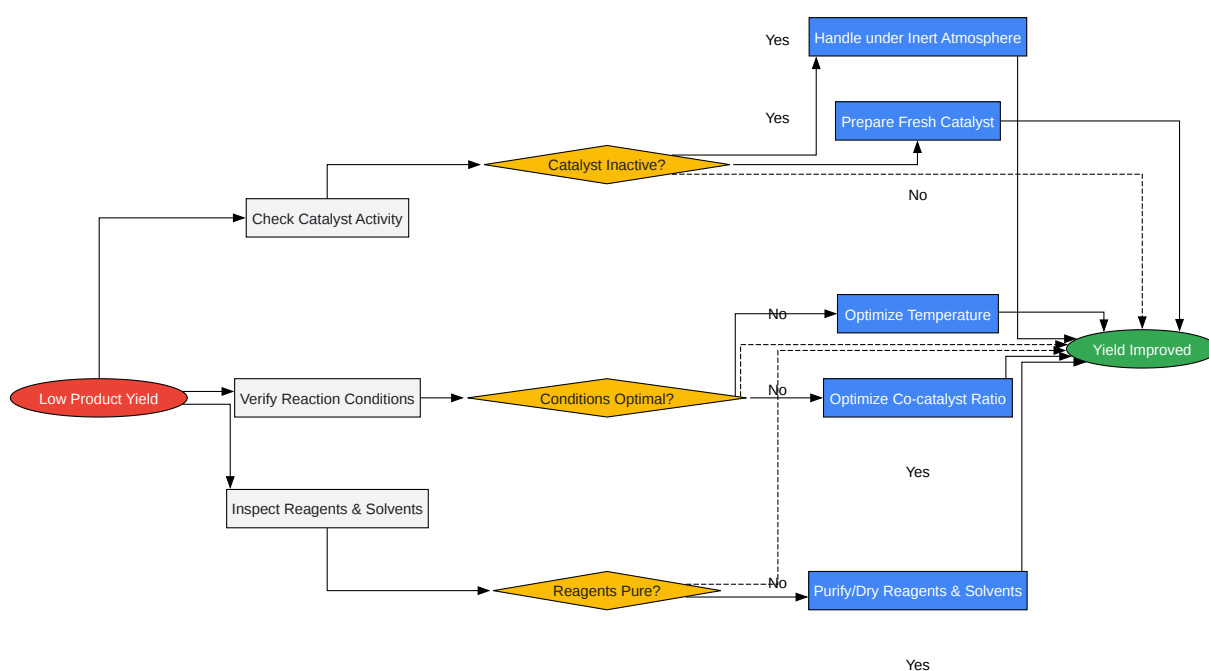 Yes
Handle under Inert Atmosphere
Yes
Prepare Fresh Catalyst
Catalyst Inactive?
No
Check Catalyst Activity
No
Optimize Temperature
Yield Improved
Low Product Yield
Verify Reaction Conditions
Conditions Optimal?
No
Optimize Co-catalyst Ratio
Yes
Inspect Reagents & Solvents
Reagents Pure?
No
Purify/Dry Reagents & Solvents
Yes